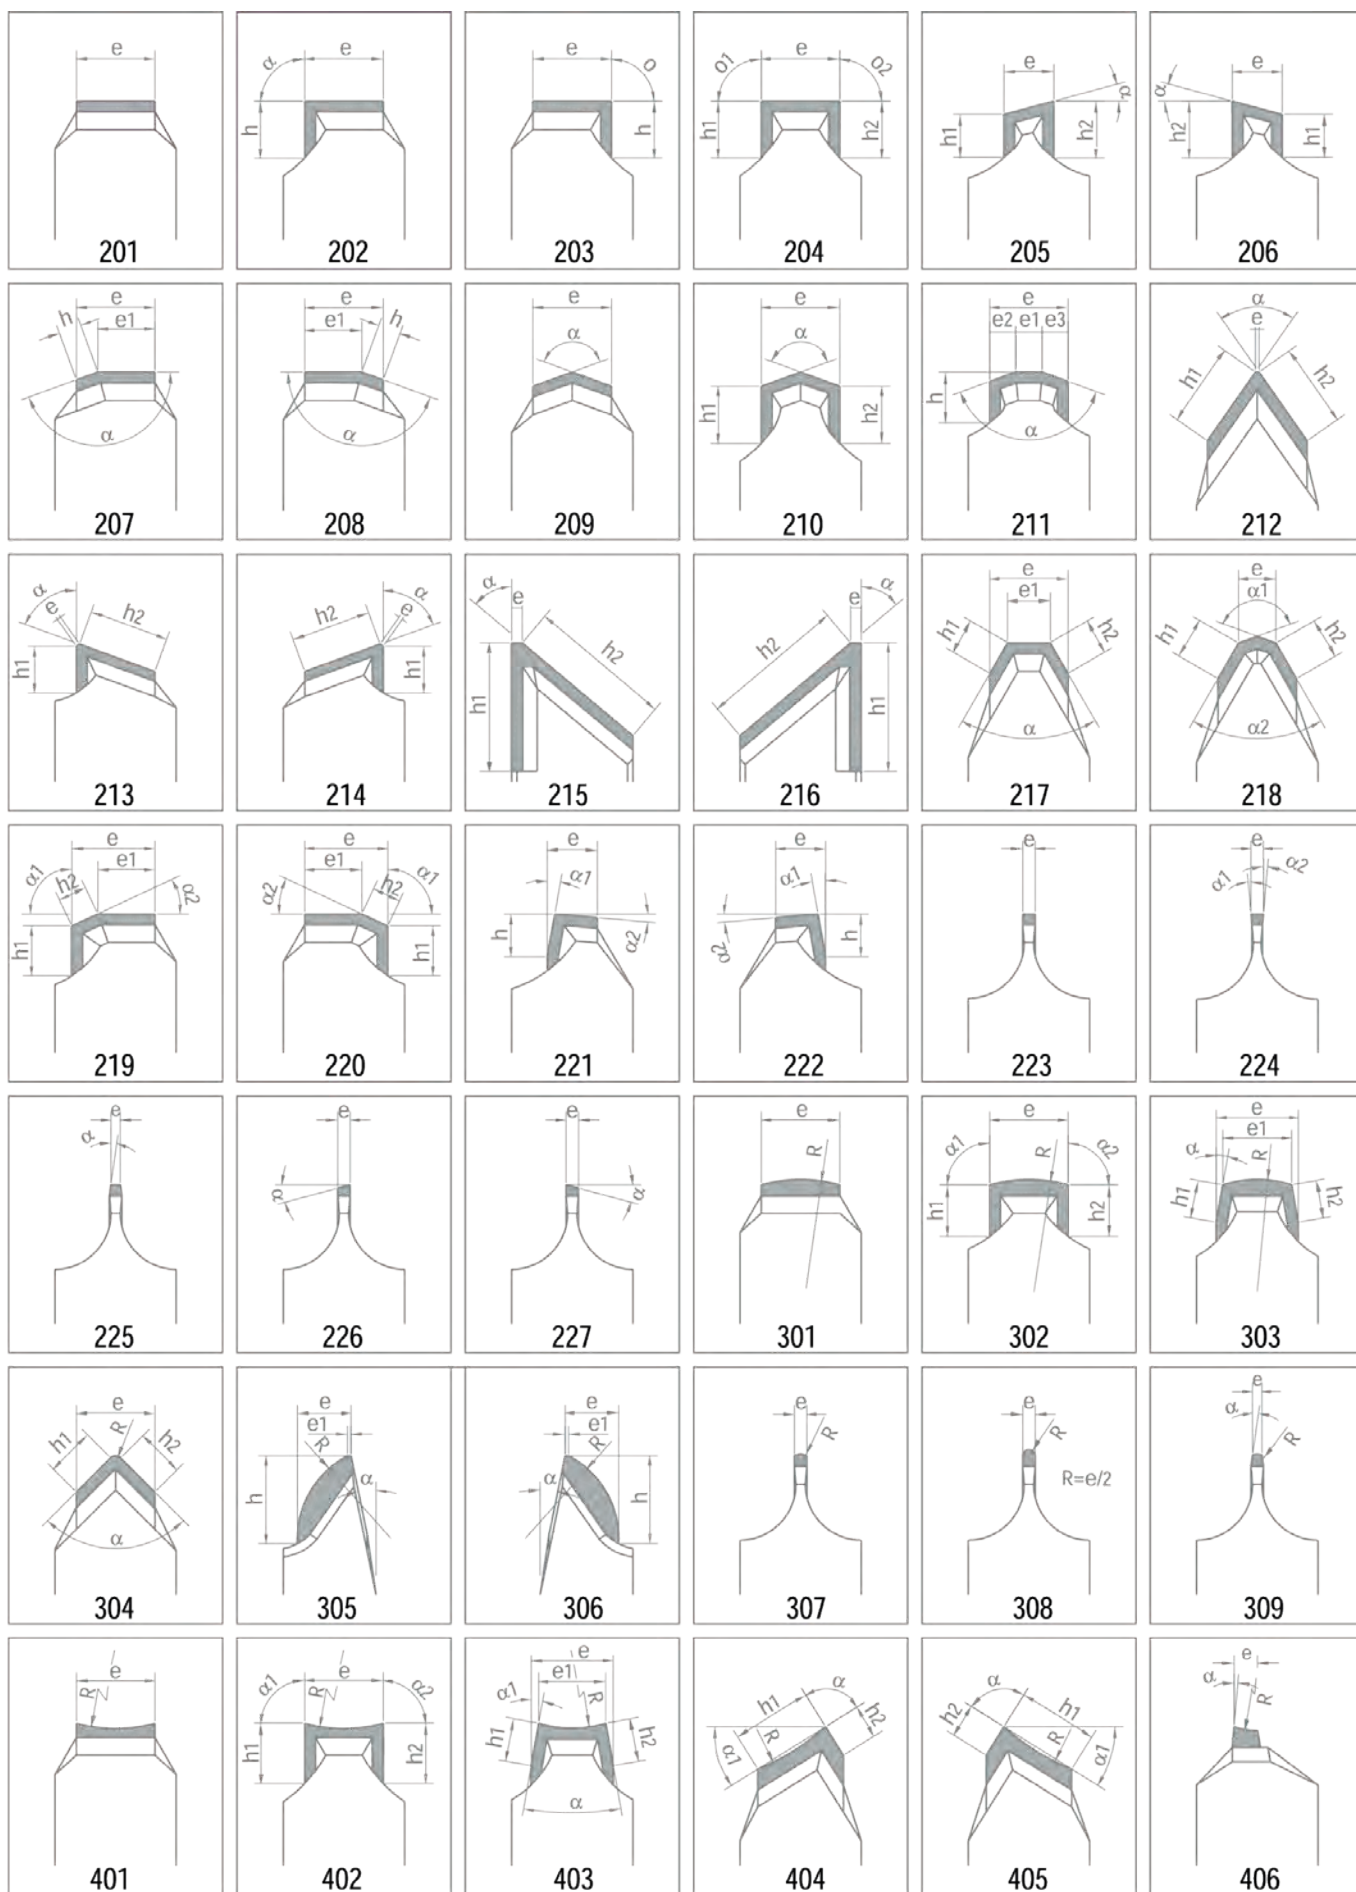 e
201
α e
h
202
e o
h
203
o1 e o2
h1 h2
204
e
α
h1 h2
205
e
α
h2 h1
206
e
h e1
α
207
e
e1 h
α
208
e
α
209
e
α
h1 h2
210
e
e2 e1 e3
h
α
211
α
e
h1 h2
212
α
e h2
h1
213
α
h2 e
h1
214
α e
h2
h1
215
α
e
h2
h1
216
e
e1
h1 h2
α
217
e
α1
h1 h2
α2
218
e
α1 h2 e1 α2
h1
219
e
α2 e1 h2 α1
h1
220
e
α1
h
α2
221
e
α1
h
α2
222
e
223
e
α1 α2
224
e
α
225
e
α
226
e
α
227
e
R
301
e
α1 R α2
h1 h2
302
e
e1
α R
h1 h2
303
e
h1 R h2
α
304
e
e1
R
α
h
305
e
e1
R
α
h
306
e
R
307
e
R
R=e/2
308
e
α R
309
e
R
401
α1 e α2
R
h1 h2
402
e
e1
α1 R
h1 h2
α
403
α
h1 h2
R
α1
404
α
h2 h1
R
α1
405
e
α R
406